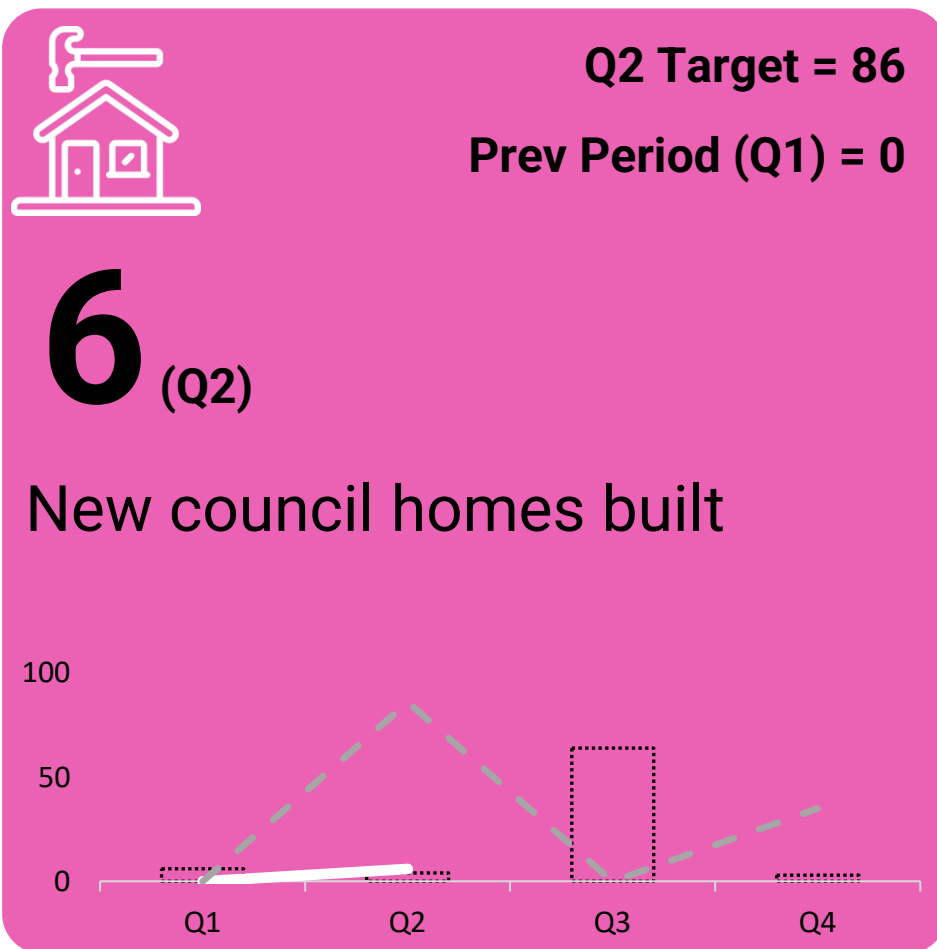 Q2 Target = 86
Prev Period (Q1) = 0
6 (Q2)
New council homes built
100
50
0
Q1 Q2 Q3 Q4